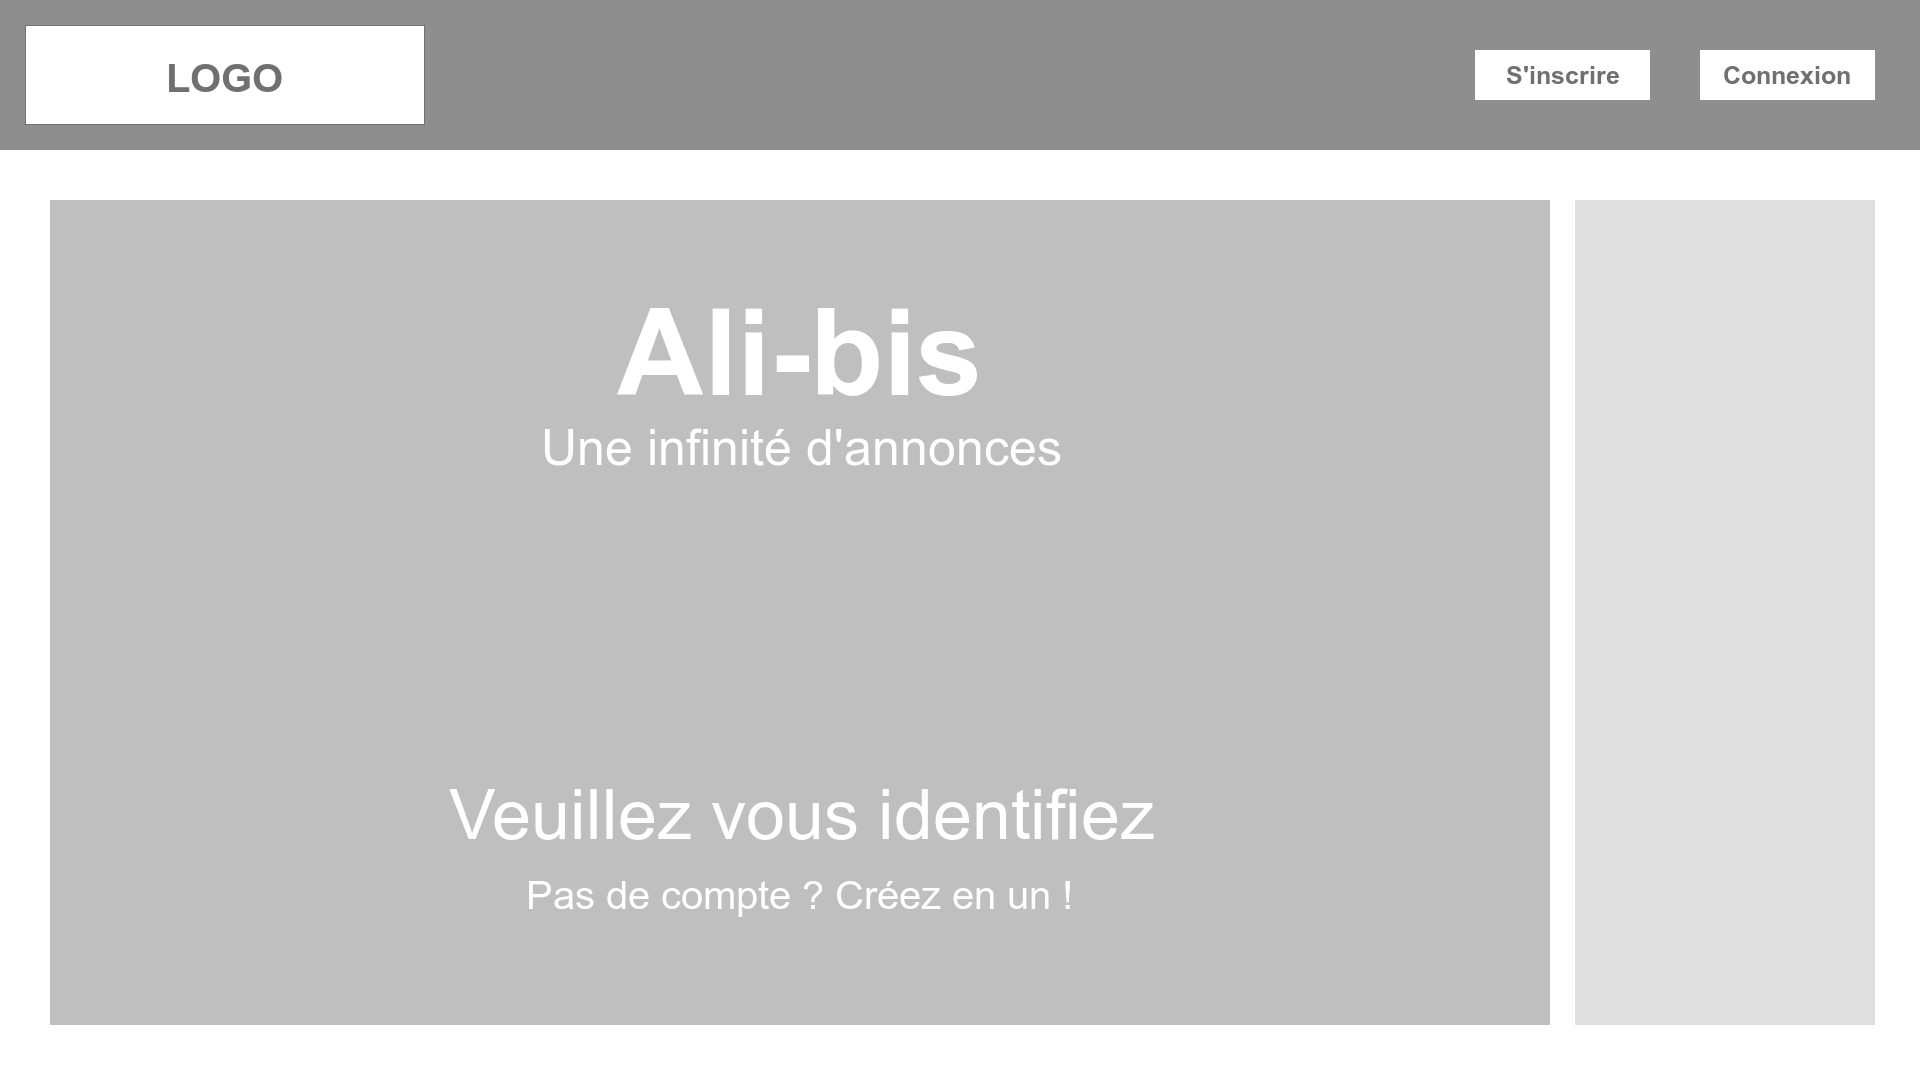 LOGO
S'inscrire
Connexion
Ali-bis
Une infinité d'annonces
Veuillez vous identifiez
Pas de compte ? Créez en un !